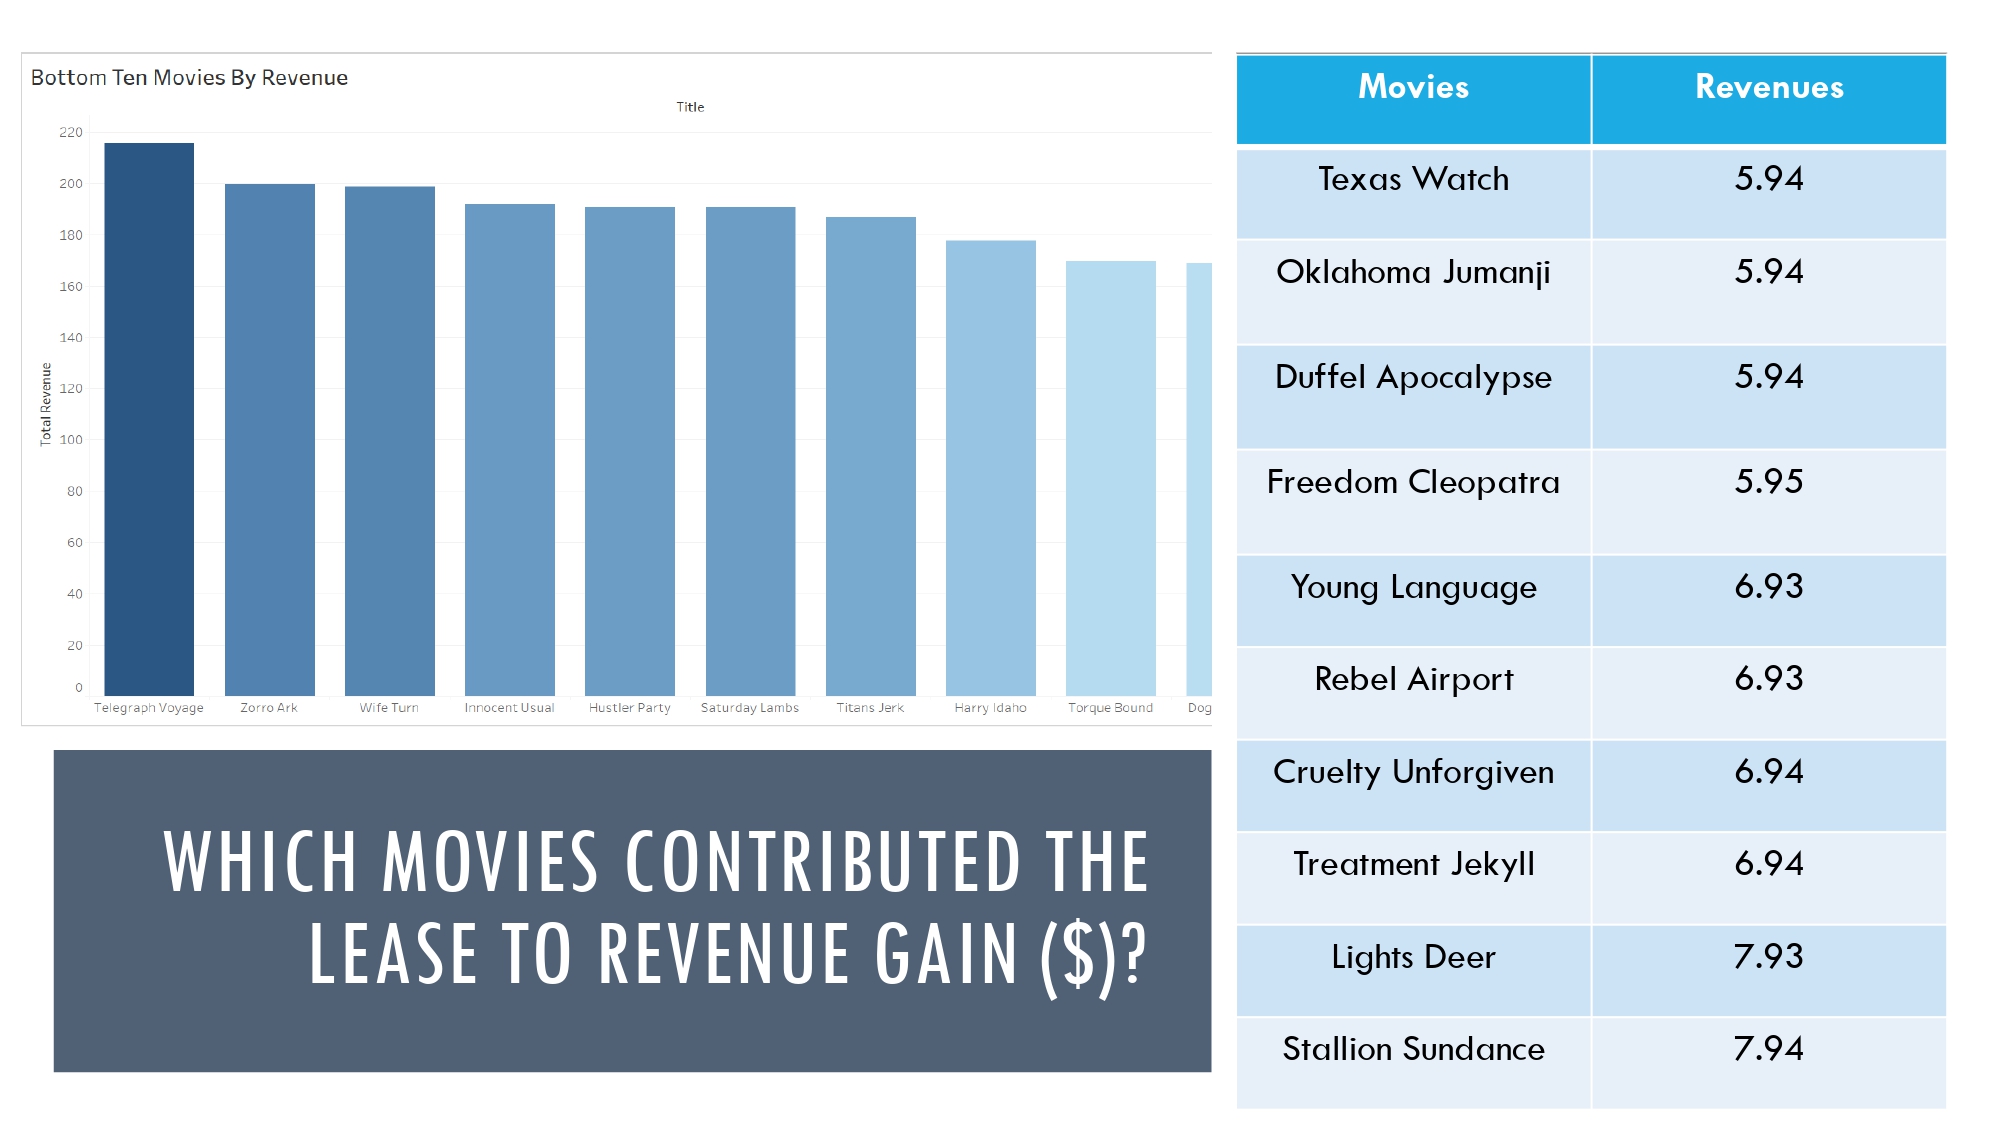 Bottom Ten Movies By Revenue
Title
Total Revenue
220
200
180
160
140
120
100
80
60
40
20
0
Telegraph Voyage Zorro Ark Wife Turn Innocent Usual Hustler Party Saturday Lambs Titans Jerk Harry Idaho Torque Bound Dog
WHICH MOVIES CONTRIBUTED THE
LEASE TO REVENUE GAIN ($)?
Movies Revenues
Texas Watch 5.94
Oklahoma Jumanji 5.94
Duffel Apocalypse 5.94
Freedom Cleopatra 5.95
Young Language 6.93
Rebel Airport 6.93
Cruelty Unforgiven 6.94
Treatment Jekyll 6.94
Lights Deer 7.93
Stallion Sundance 7.94